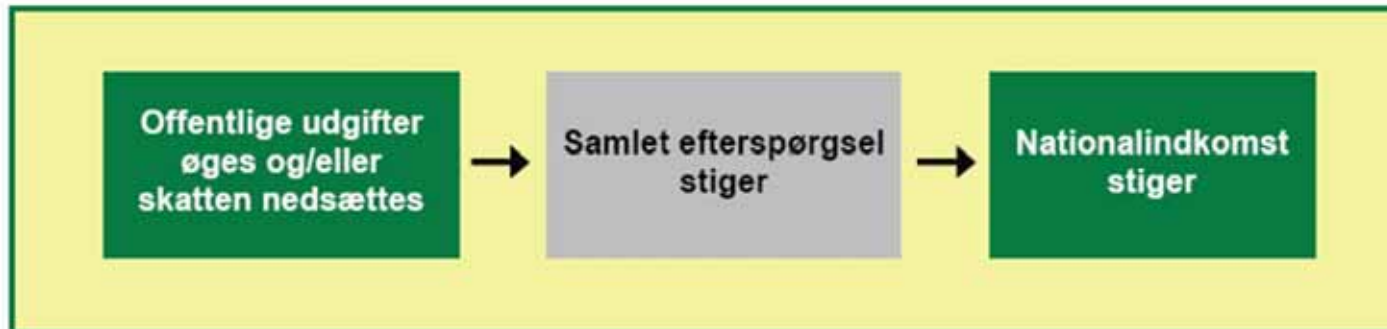 Offentlige udgifter
øges og/eller
skatten nedsættes
Samlet efterspørgsel
stiger
Nationalindkomst
stiger